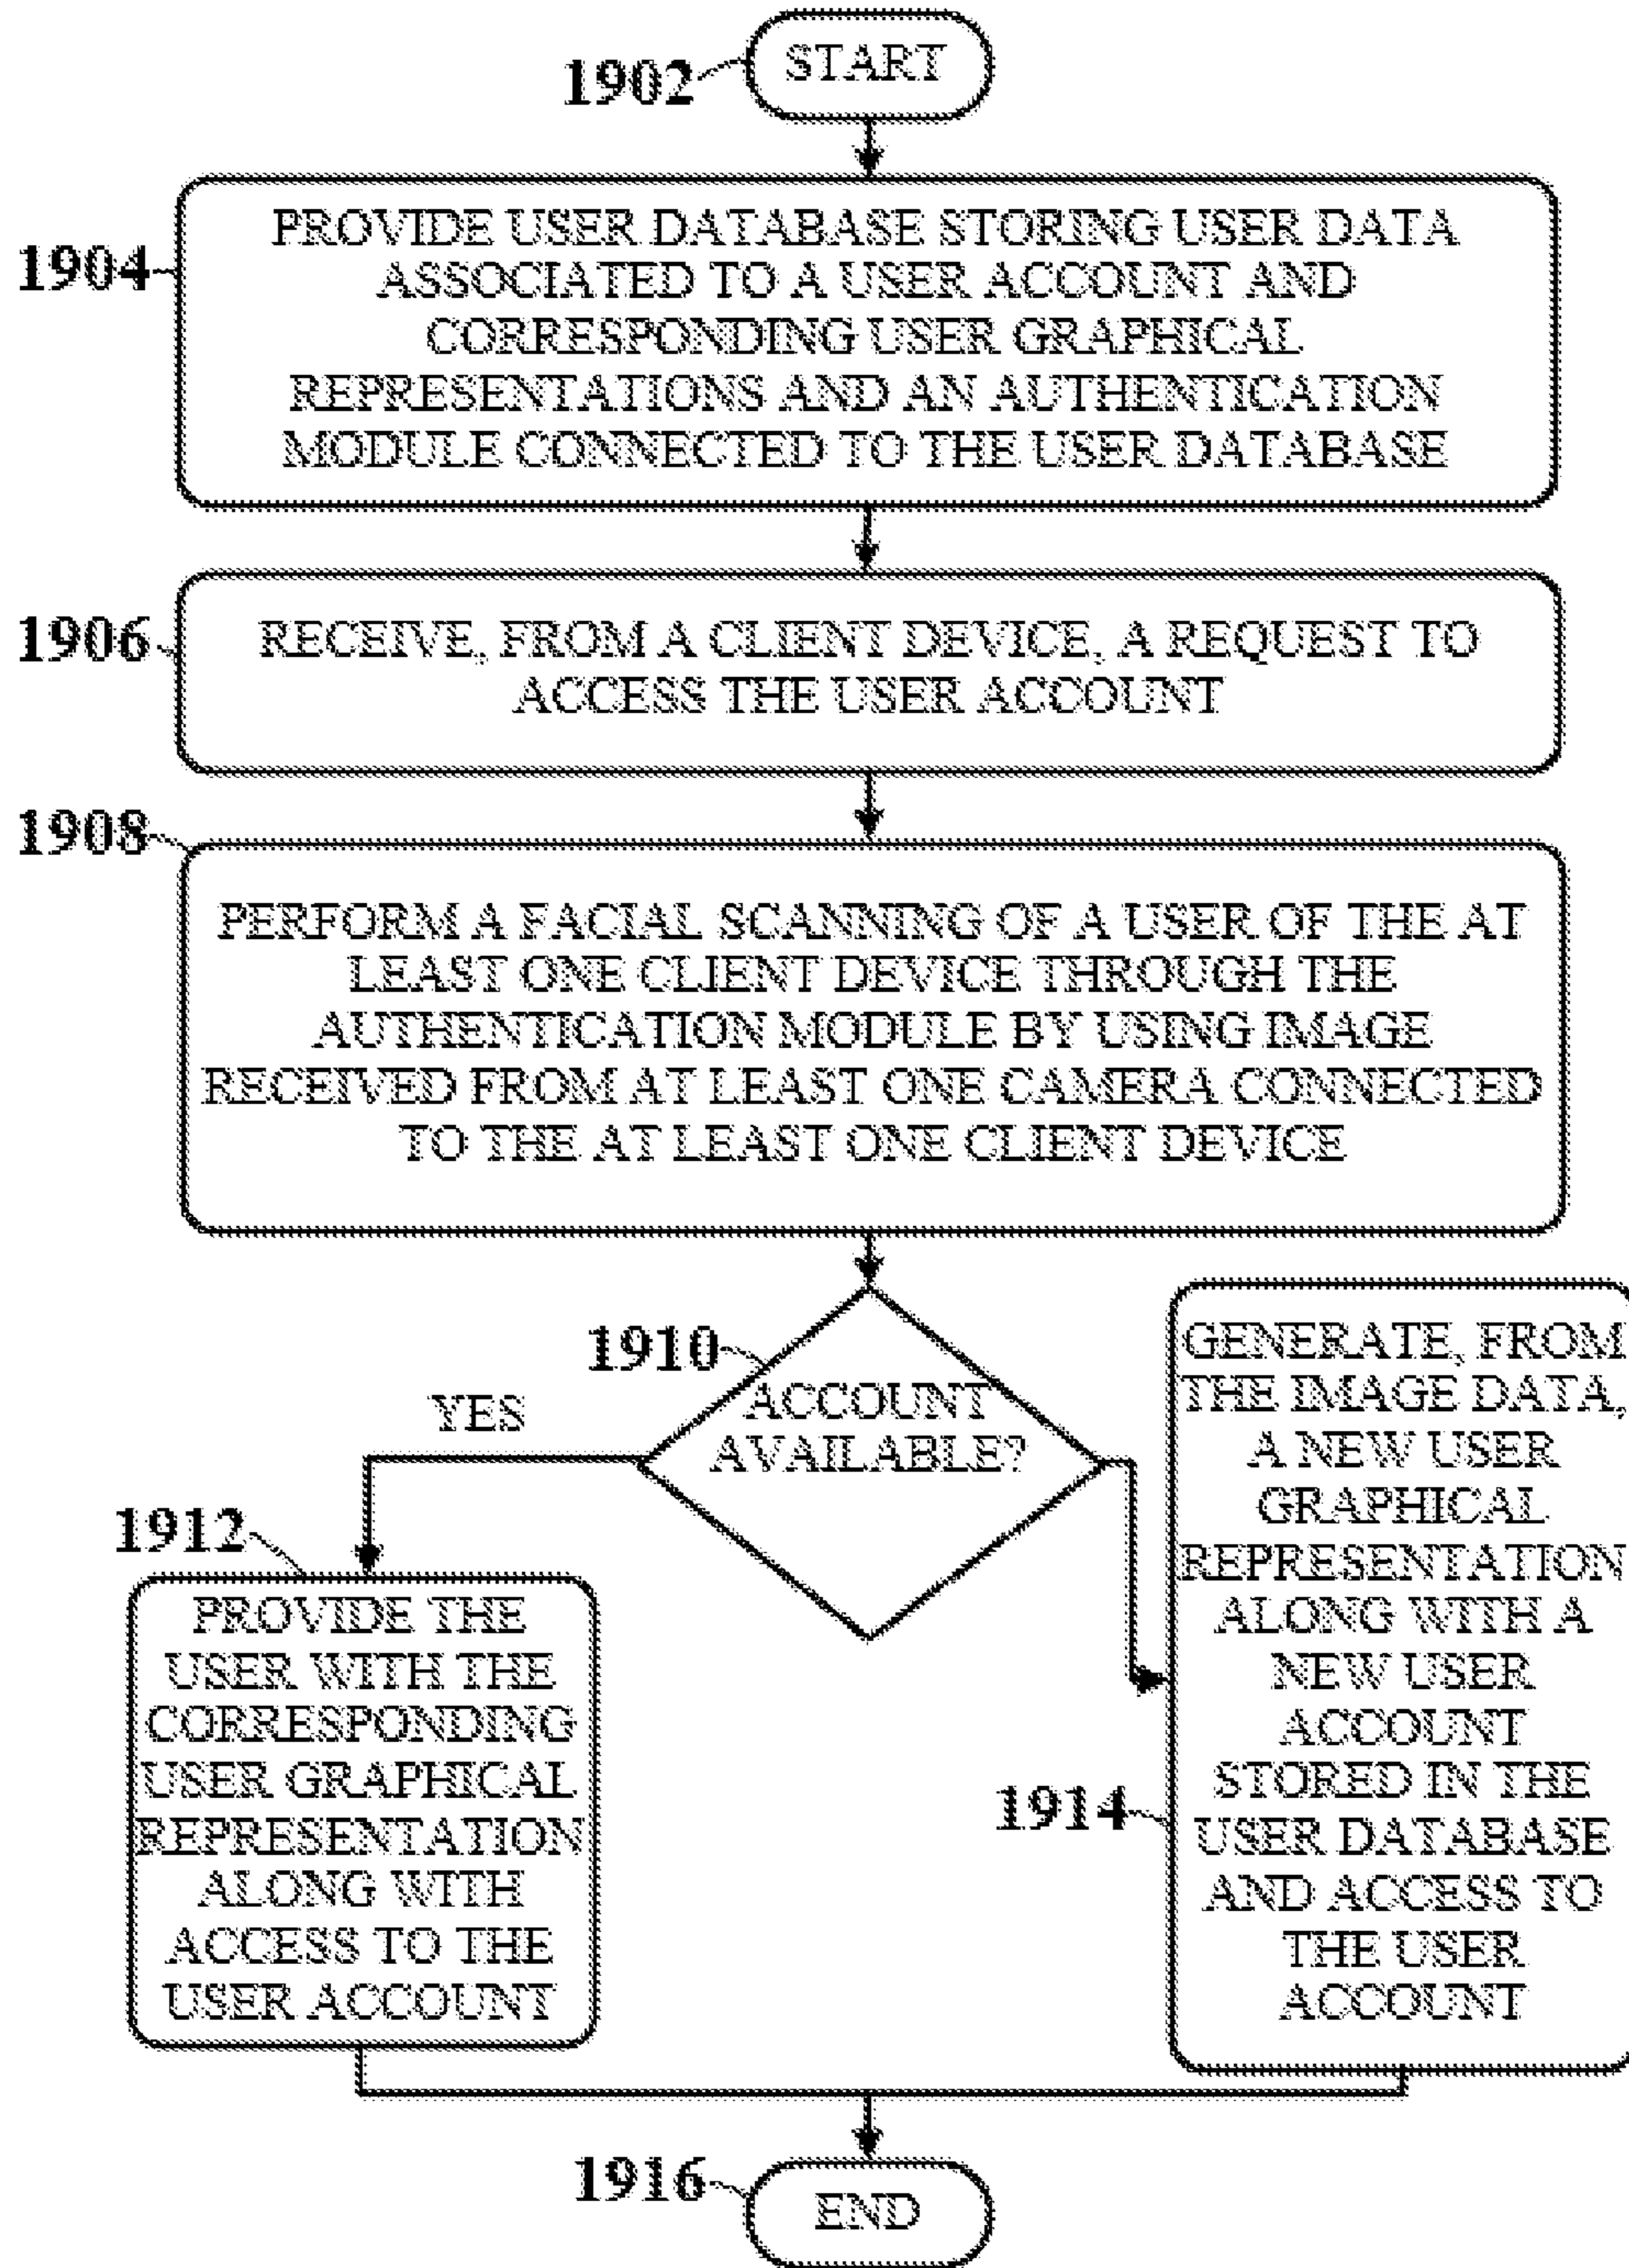 1902
START
1904
PROVIDE USER DATABASE STORING USER DATA
ASSOCIATED TO A USER ACCOUNT AND
CORRESPONDING USER GRAPHICAL
REPRESENTATIONS AND AN AUTHENTICATION
MODULE CONNECTED TO THE USER DATABASE
1906
RECEIVE, FROM A CLIENT DEVICE, A REQUEST TO
ACCESS THE USER ACCOUNT
1908
PERFORM A FACIAL SCANNING OF A USER OF THE AT
LEAST ONE CLIENT DEVICE THROUGH THE
AUTHENTICATION MODULE BY USING IMAGE
RECEIVED FROM AT LEAST ONE CAMERA CONNECTED
TO THE AT LEAST ONE CLIENT DEVICE
1910
ACCOUNT
AVAILABLE?
YES
1912
PROVIDE THE
USER WITH THE
CORRESPONDING
USER GRAPHICAL
REPRESENTATION
ALONG WITH
ACCESS TO THE
USER ACCOUNT
1914
GENERATE, FROM
THE IMAGE DATA,
A NEW USER
GRAPHICAL
REPRESENTATION
ALONG WITH A
NEW USER
ACCOUNT
STORED IN THE
USER DATABASE
AND ACCESS TO
THE USER
ACCOUNT
1916
END